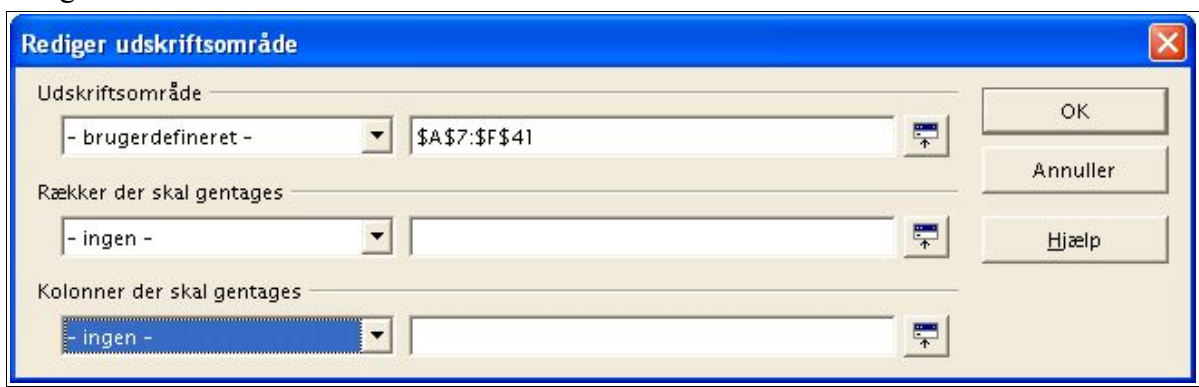 Rediger udskriftsområde
Udskriftsområde
- brugerdefineret -
$A$7:$F$41
OK
Annuller
Rækker der skal gentages
- ingen -
Hjælp
Kolonner der skal gentages
- ingen -